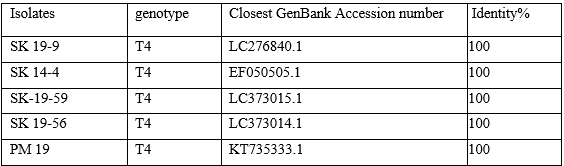 Isolates genotype Closest GenBank Accession number Identity%
SK 19-9 T4 LC276840.1 100
SK 14-4 T4 EF050505.1 100
SK-19-59 T4 LC373015.1 100
SK 19-56 T4 LC373014.1 100
PM 19 T4 KT735333.1 100